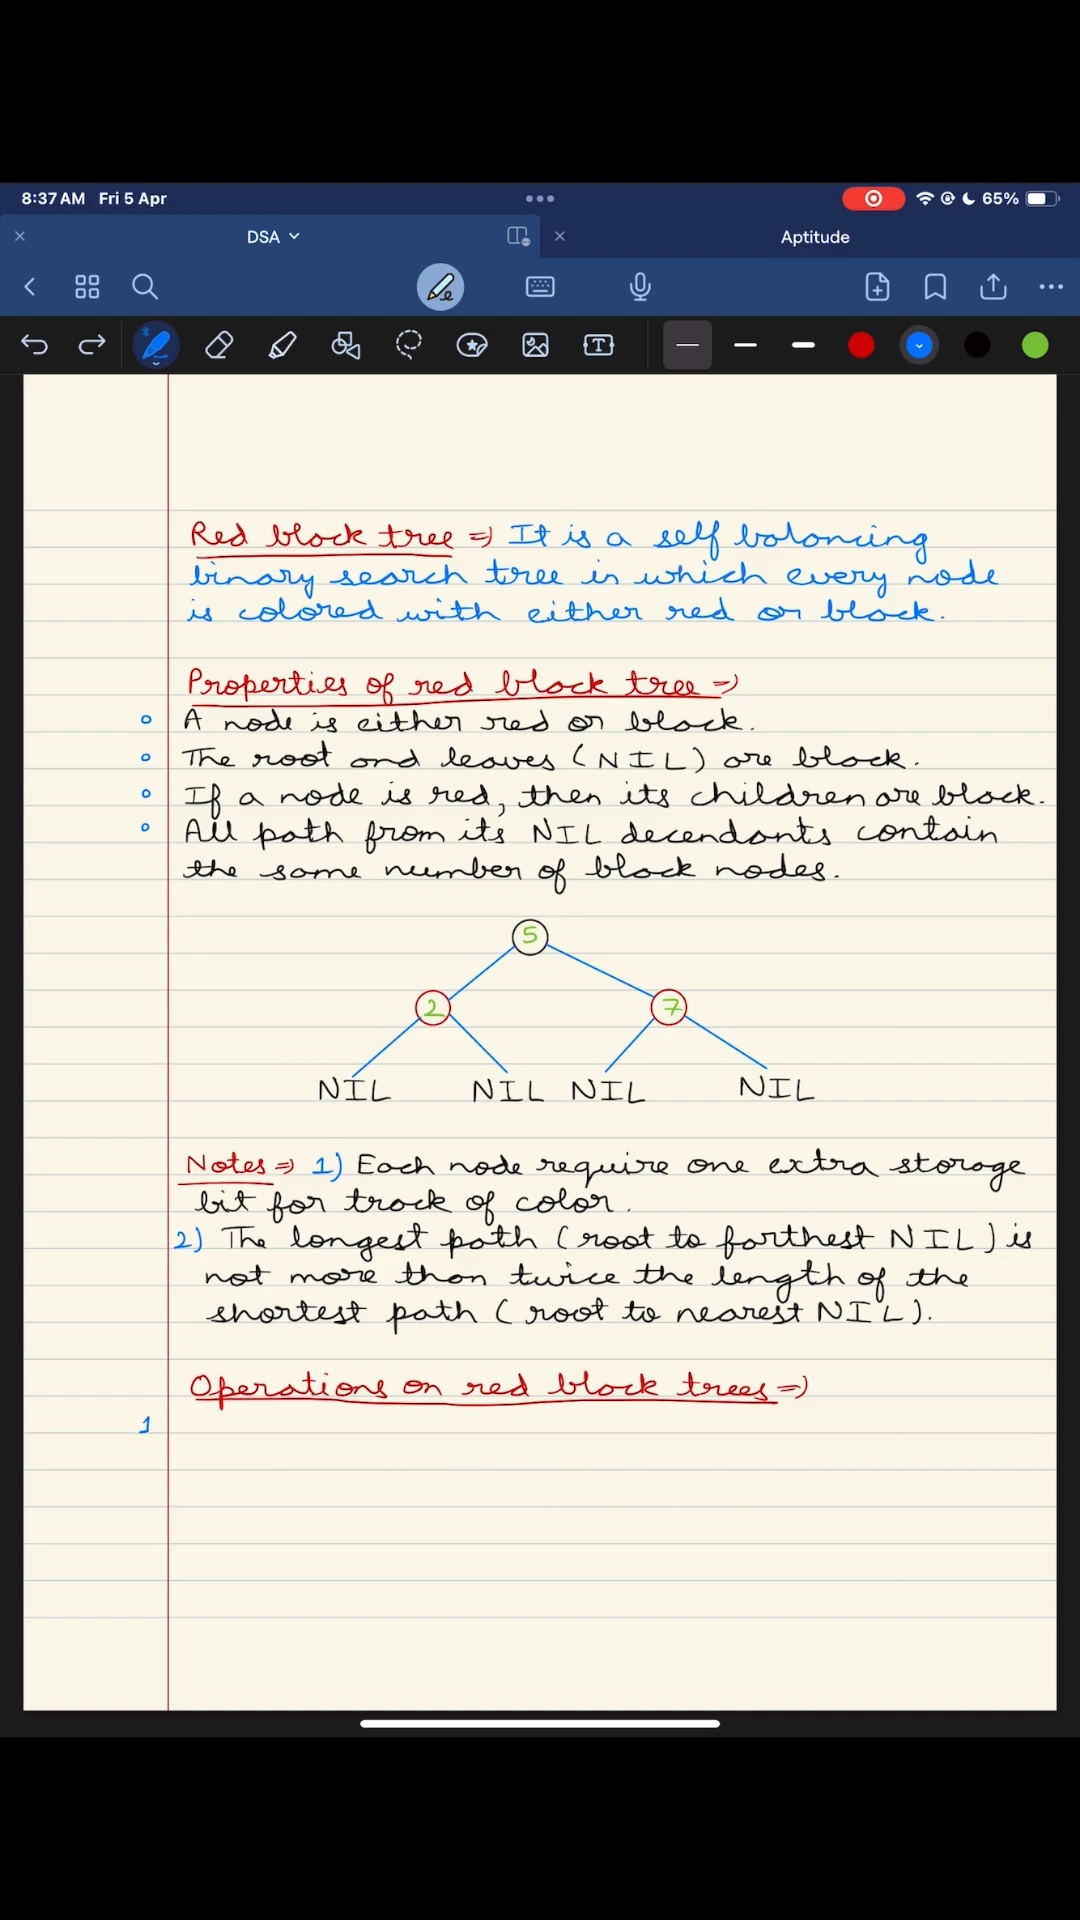 8:37 AM Fri 5 Apr 65%
DSA Aptitude
Red black tree => It is a self balancing
binary search tree in which every node
is colored with either red or black.
Properties of red black tree =>
A node is either red or black.
The root and leaves (NIL) are black.
If a node is red, then its children are black.
All path from its NIL decendants contain
the same number of black nodes.
5
2 7
NIL NIL NIL NIL
Notes => 1) Each node require one extra storage
bit for track of color.
2) The longest path (root to farthest NIL) is
not more than twice the length of the
shortest path (root to nearest NIL).
Operations on red black trees =>
1